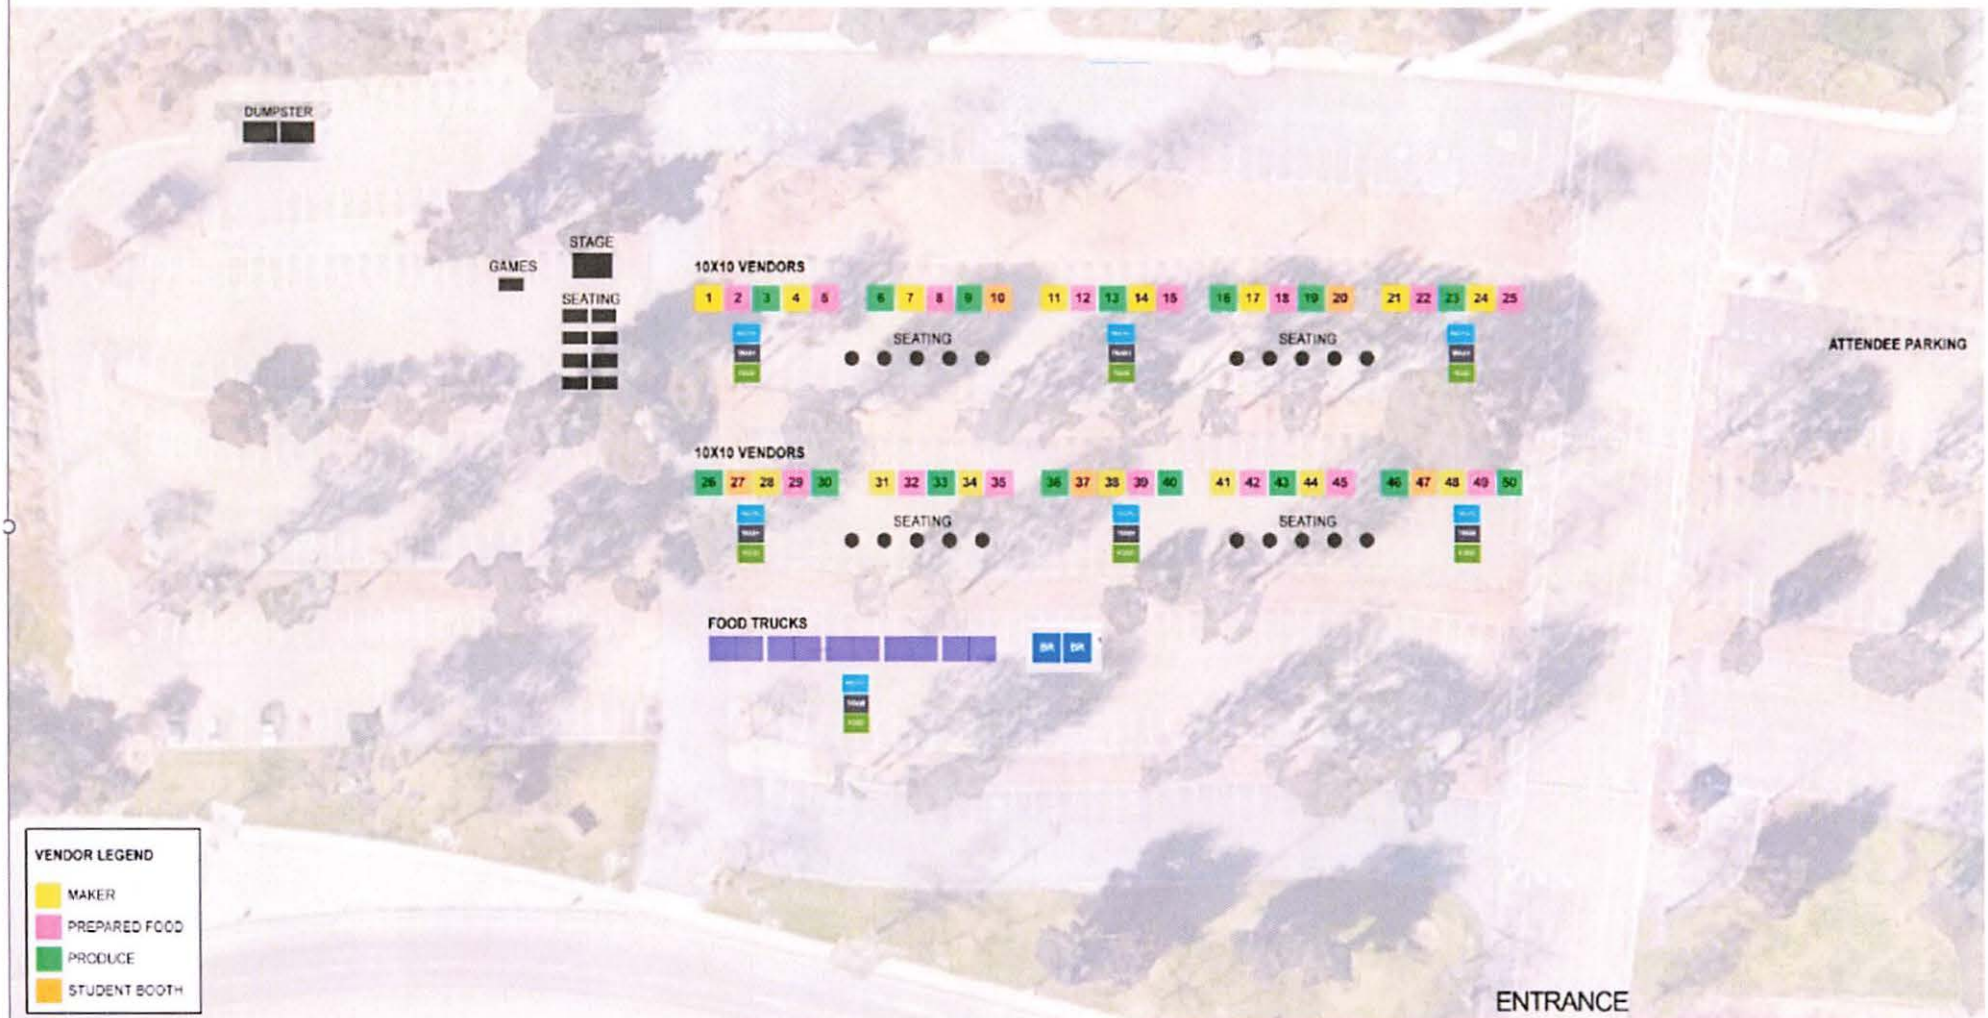 DUMPSTER
STAGE
GAMES
SEATING
10X10 VENDORS
1 2 3 4 5 6 7 8 9 10 11 12 13 14 15 16 17 18 19 20 21 22 23 24 25
SEATING
SEATING
ATTENDEE PARKING
10X10 VENDORS
26 27 28 29 30 31 32 33 34 35 36 37 38 39 40 41 42 43 44 45 46 47 48 49 50
SEATING
SEATING
FOOD TRUCKS
BR BR
VENDOR LEGEND
MAKER
PREPARED FOOD
PRODUCE
STUDENT BOOTH
ENTRANCE